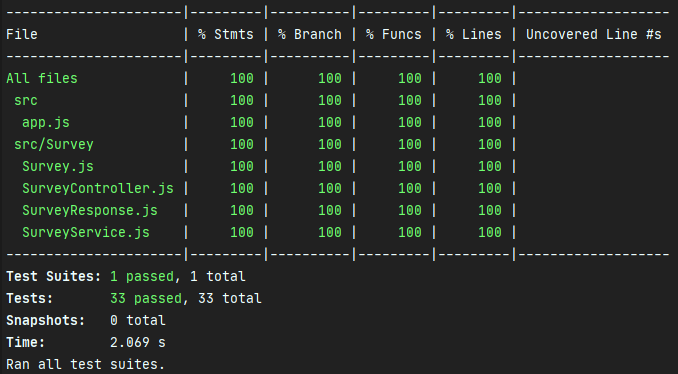 ----------------------|---------|----------|---------|---------|-------------------
File                  | % Stmts | % Branch | % Funcs | % Lines | Uncovered Line #s
----------------------|---------|----------|---------|---------|-------------------
All files             |     100 |      100 |     100 |     100 |
 src                  |     100 |      100 |     100 |     100 |
  app.js              |     100 |      100 |     100 |     100 |
 src/Survey           |     100 |      100 |     100 |     100 |
  Survey.js           |     100 |      100 |     100 |     100 |
  SurveyController.js |     100 |      100 |     100 |     100 |
  SurveyResponse.js   |     100 |      100 |     100 |     100 |
  SurveyService.js    |     100 |      100 |     100 |     100 |
----------------------|---------|----------|---------|---------|-------------------
Test Suites: 1 passed, 1 total
Tests:       33 passed, 33 total
Snapshots:   0 total
Time:        2.069 s
Ran all test suites.